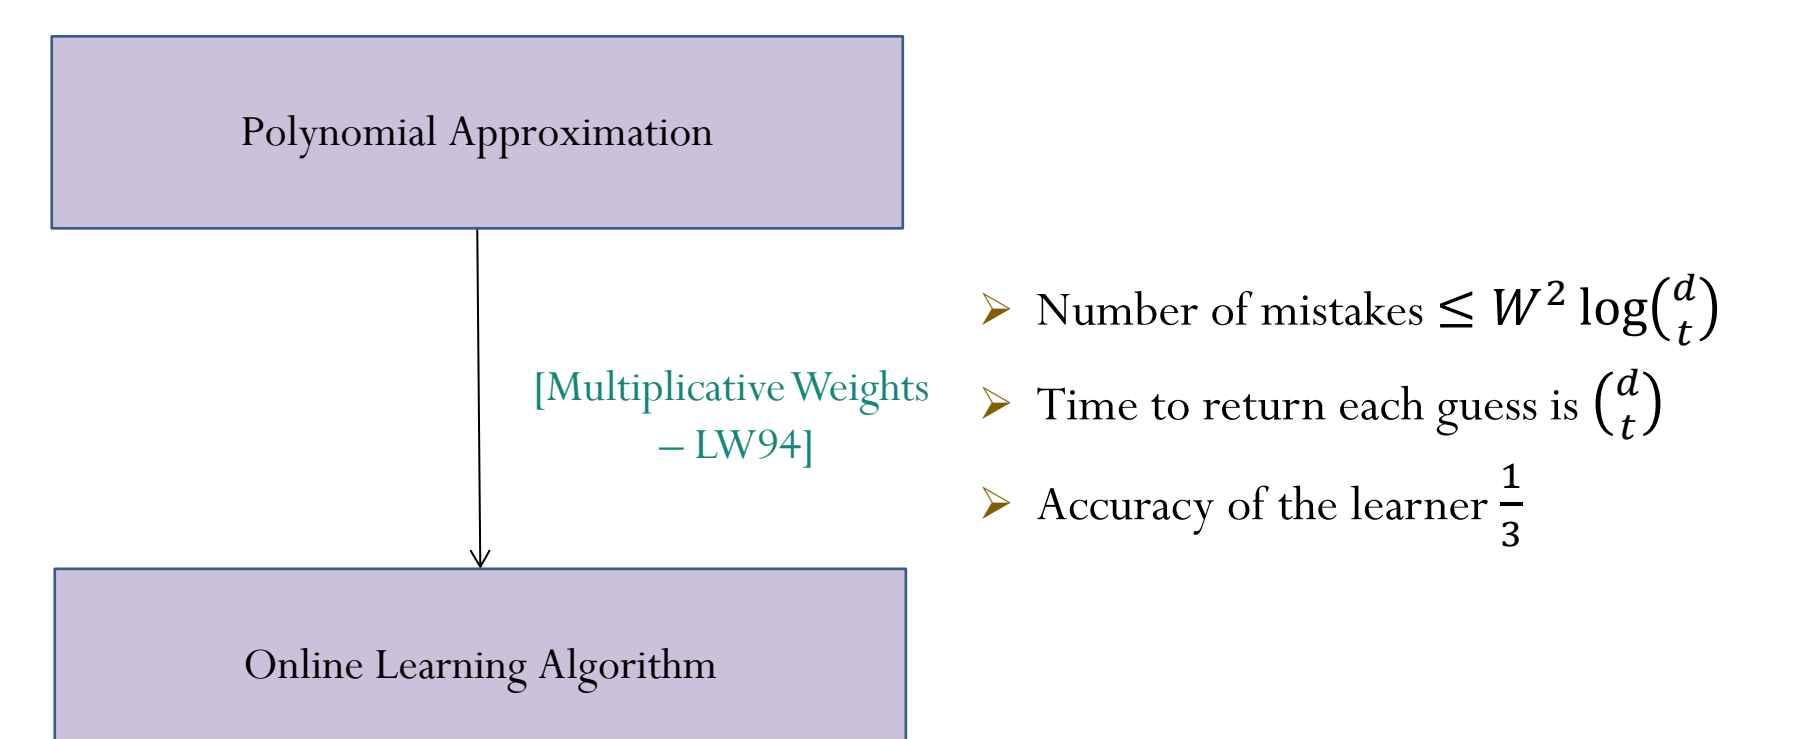 Polynomial Approximation
[Multiplicative Weights
– LW94]
➢ Number of mistakes ≤ W² log(d t)
➢ Time to return each guess is (d t)
➢ Accuracy of the learner 1/3
Online Learning Algorithm